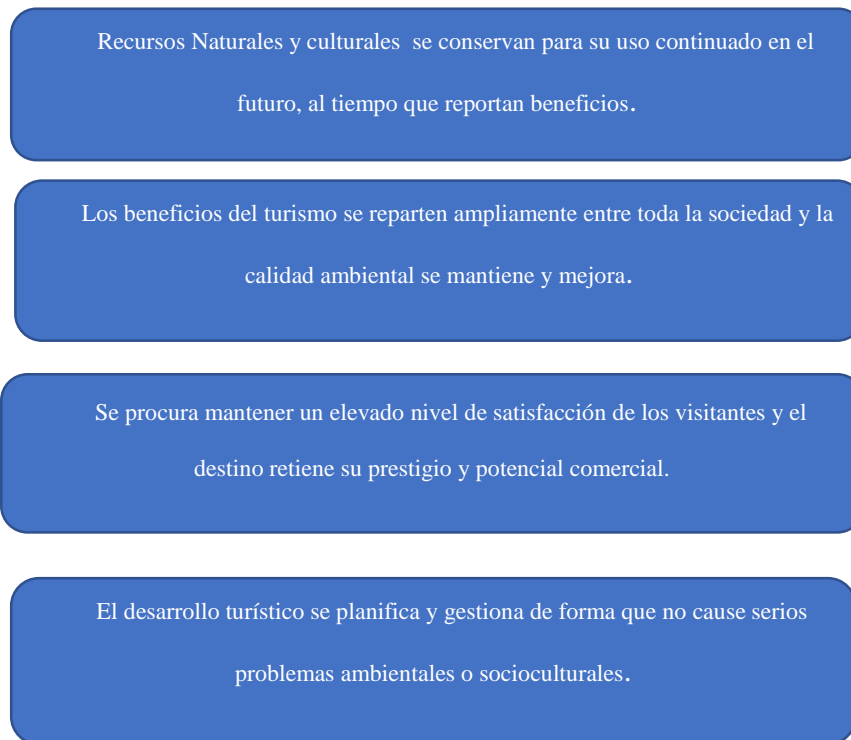 Recursos Naturales y culturales  se conservan para su uso continuado en el
futuro, al tiempo que reportan beneficios.
Los beneficios del turismo se reparten ampliamente entre toda la sociedad y la
calidad ambiental se mantiene y mejora.
Se procura mantener un elevado nivel de satisfacción de los visitantes y el
destino retiene su prestigio y potencial comercial.
El desarrollo turístico se planifica y gestiona de forma que no cause serios
problemas ambientales o socioculturales.